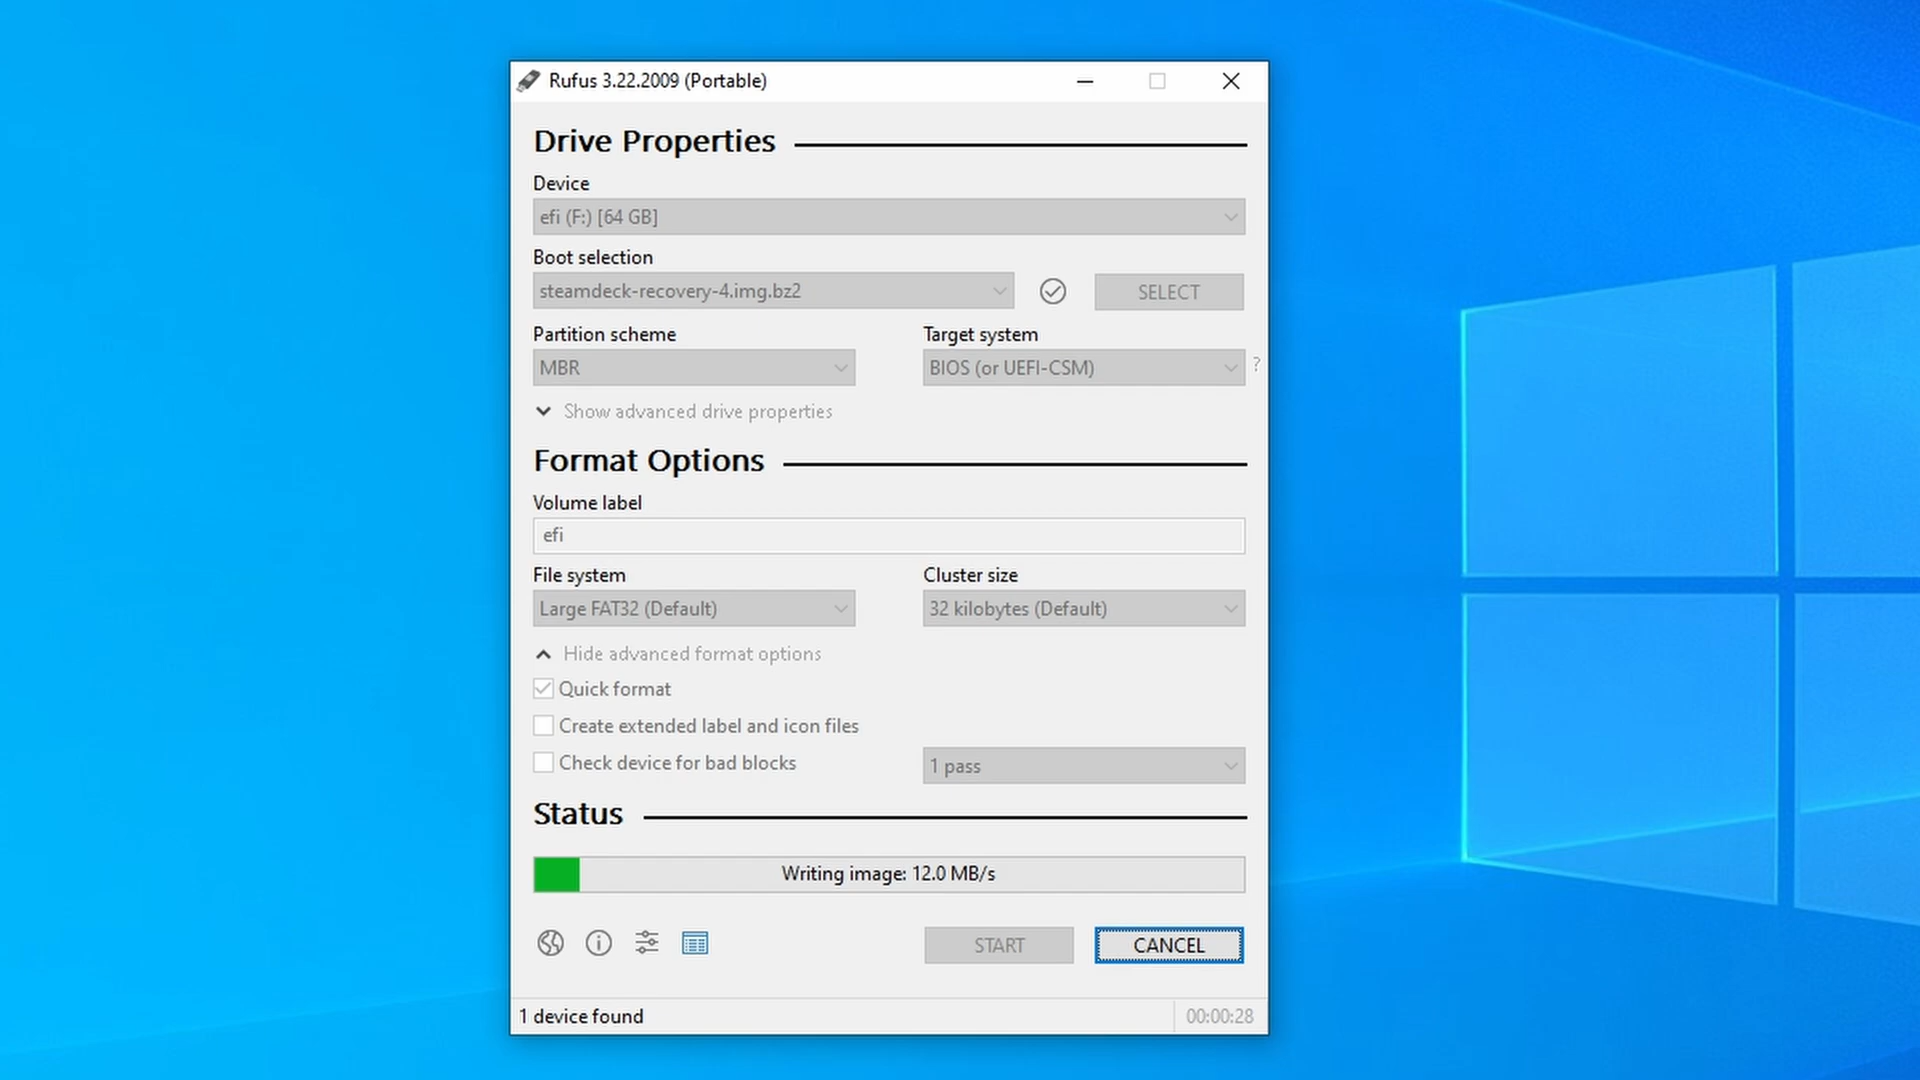 Rufus 3.22.2009 (Portable)
Drive Properties
Device
efi (F:) [64 GB]
Boot selection
steamdeck-recovery-4.img.bz2
SELECT
Partition scheme
Target system
MBR
BIOS (or UEFI-CSM)
?
Show advanced drive properties
Format Options
Volume label
efi
File system
Cluster size
Large FAT32 (Default)
32 kilobytes (Default)
Hide advanced format options
Quick format
Create extended label and icon files
Check device for bad blocks
1 pass
Status
Writing image: 12.0 MB/s
START
CANCEL
1 device found
00:00:28